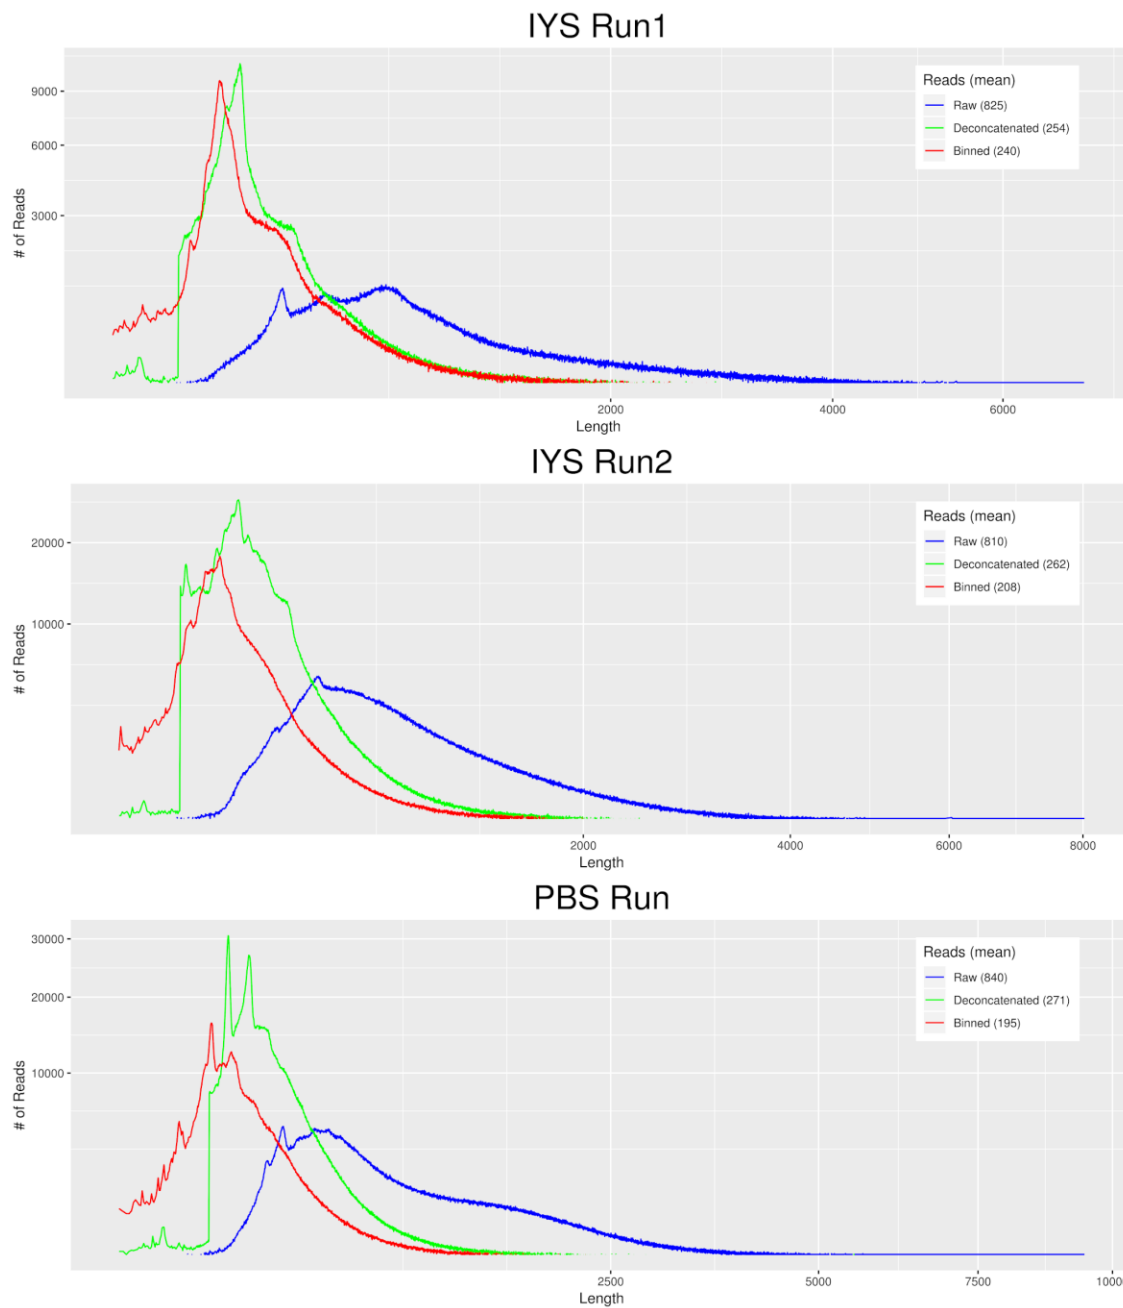 IYS Run1
9000
6000
3000
# of Reads
Reads (mean)
Raw (825)
Deconcatenated (254)
Binned (240)
2000 4000 6000
Length
IYS Run2
20000
10000
# of Reads
Reads (mean)
Raw (810)
Deconcatenated (262)
Binned (208)
2000 4000 6000 8000
Length
PBS Run
30000
20000
10000
# of Reads
Reads (mean)
Raw (840)
Deconcatenated (271)
Binned (195)
2500 5000 7500
Length